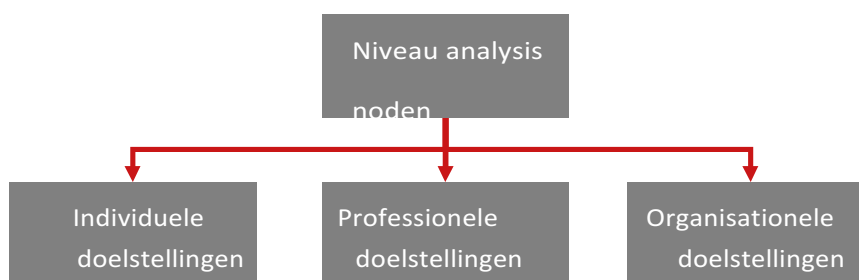 Niveau analysis
noden
Individuele
doelstellingen
Professionele
doelstellingen
Organisationele
doelstellingen